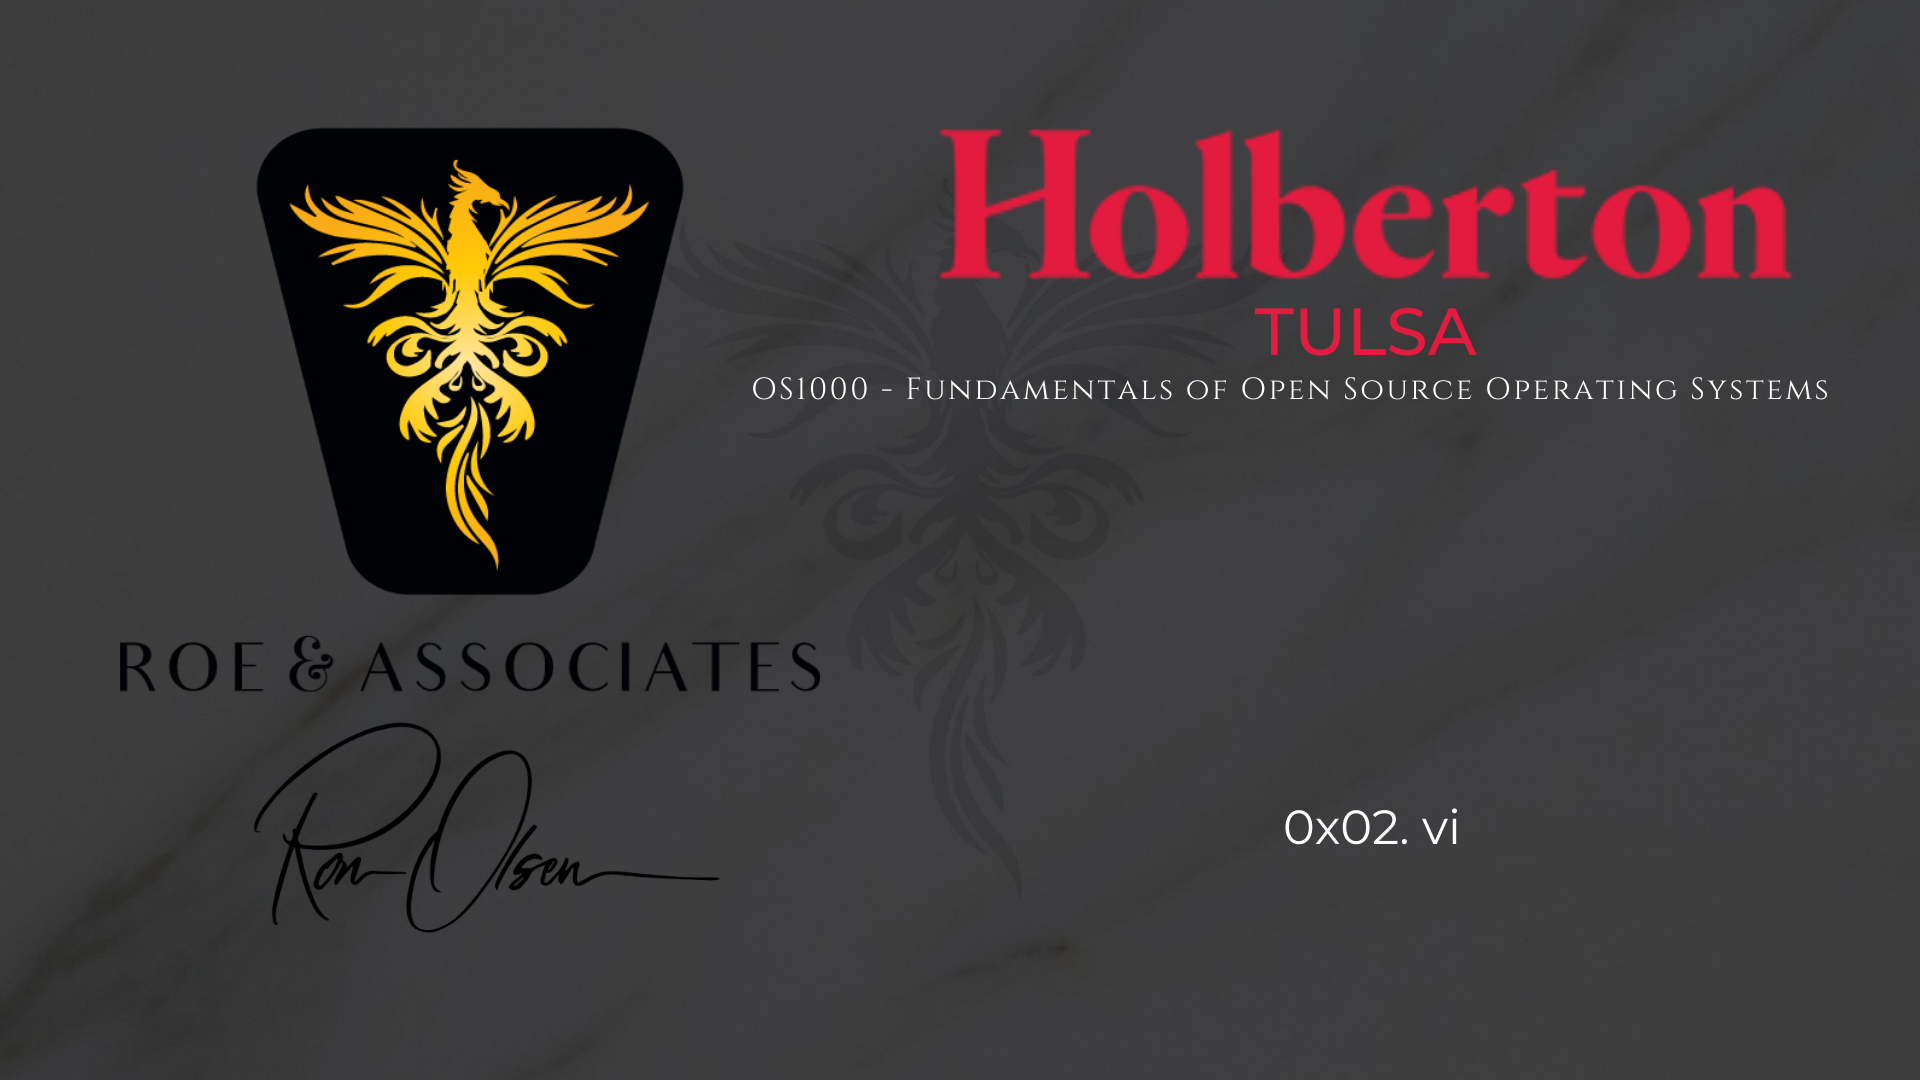 Holberton
TULSA
OS1000 - Fundamentals of Open Source Operating Systems
ROE & ASSOCIATES
Ron Olsen
0x02. vi